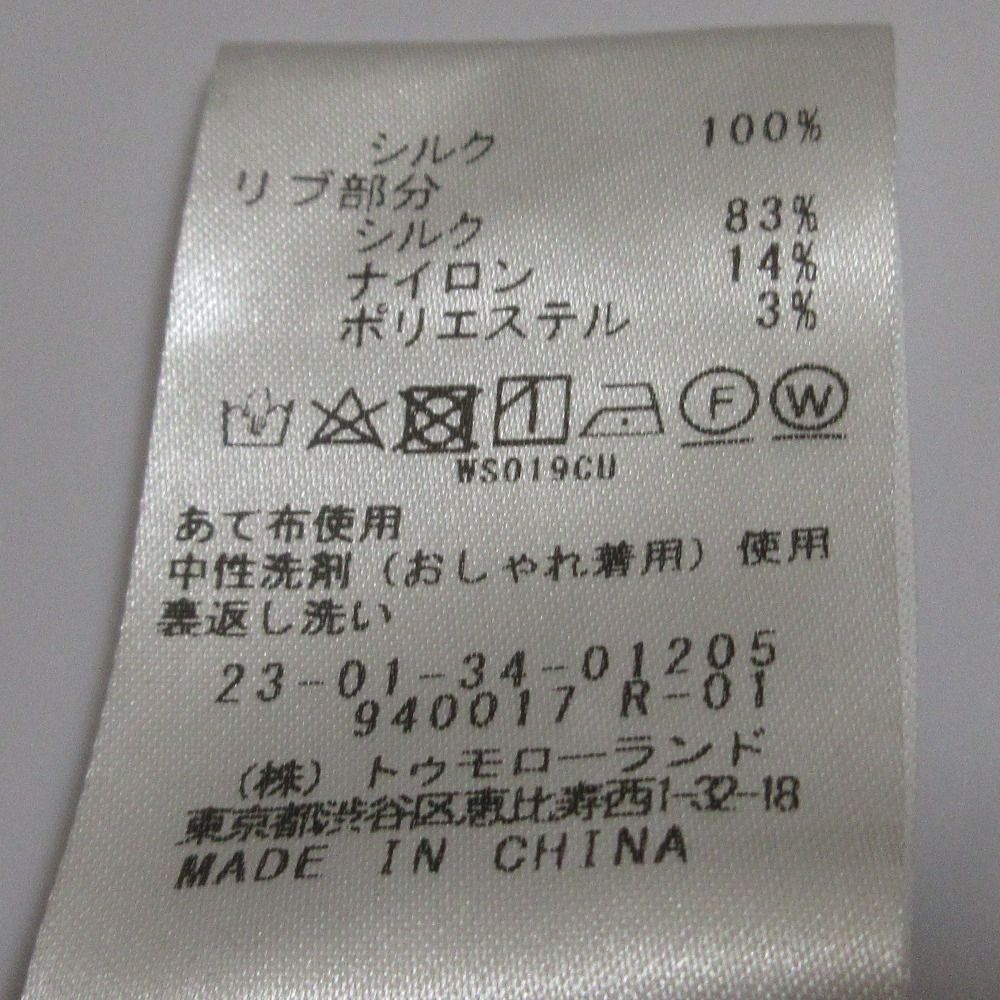 シルク 100%
リブ部分
シルク 83%
ナイロン 14%
ポリエステル 3%
F W
WS019CU
あて布使用
中性洗剤（おしゃれ着用）使用
裏返し洗い
23-01-34-01205
940017 R-01
（株）トゥモローランド
東京都渋谷区恵比寿西1-32-18
MADE IN CHINA